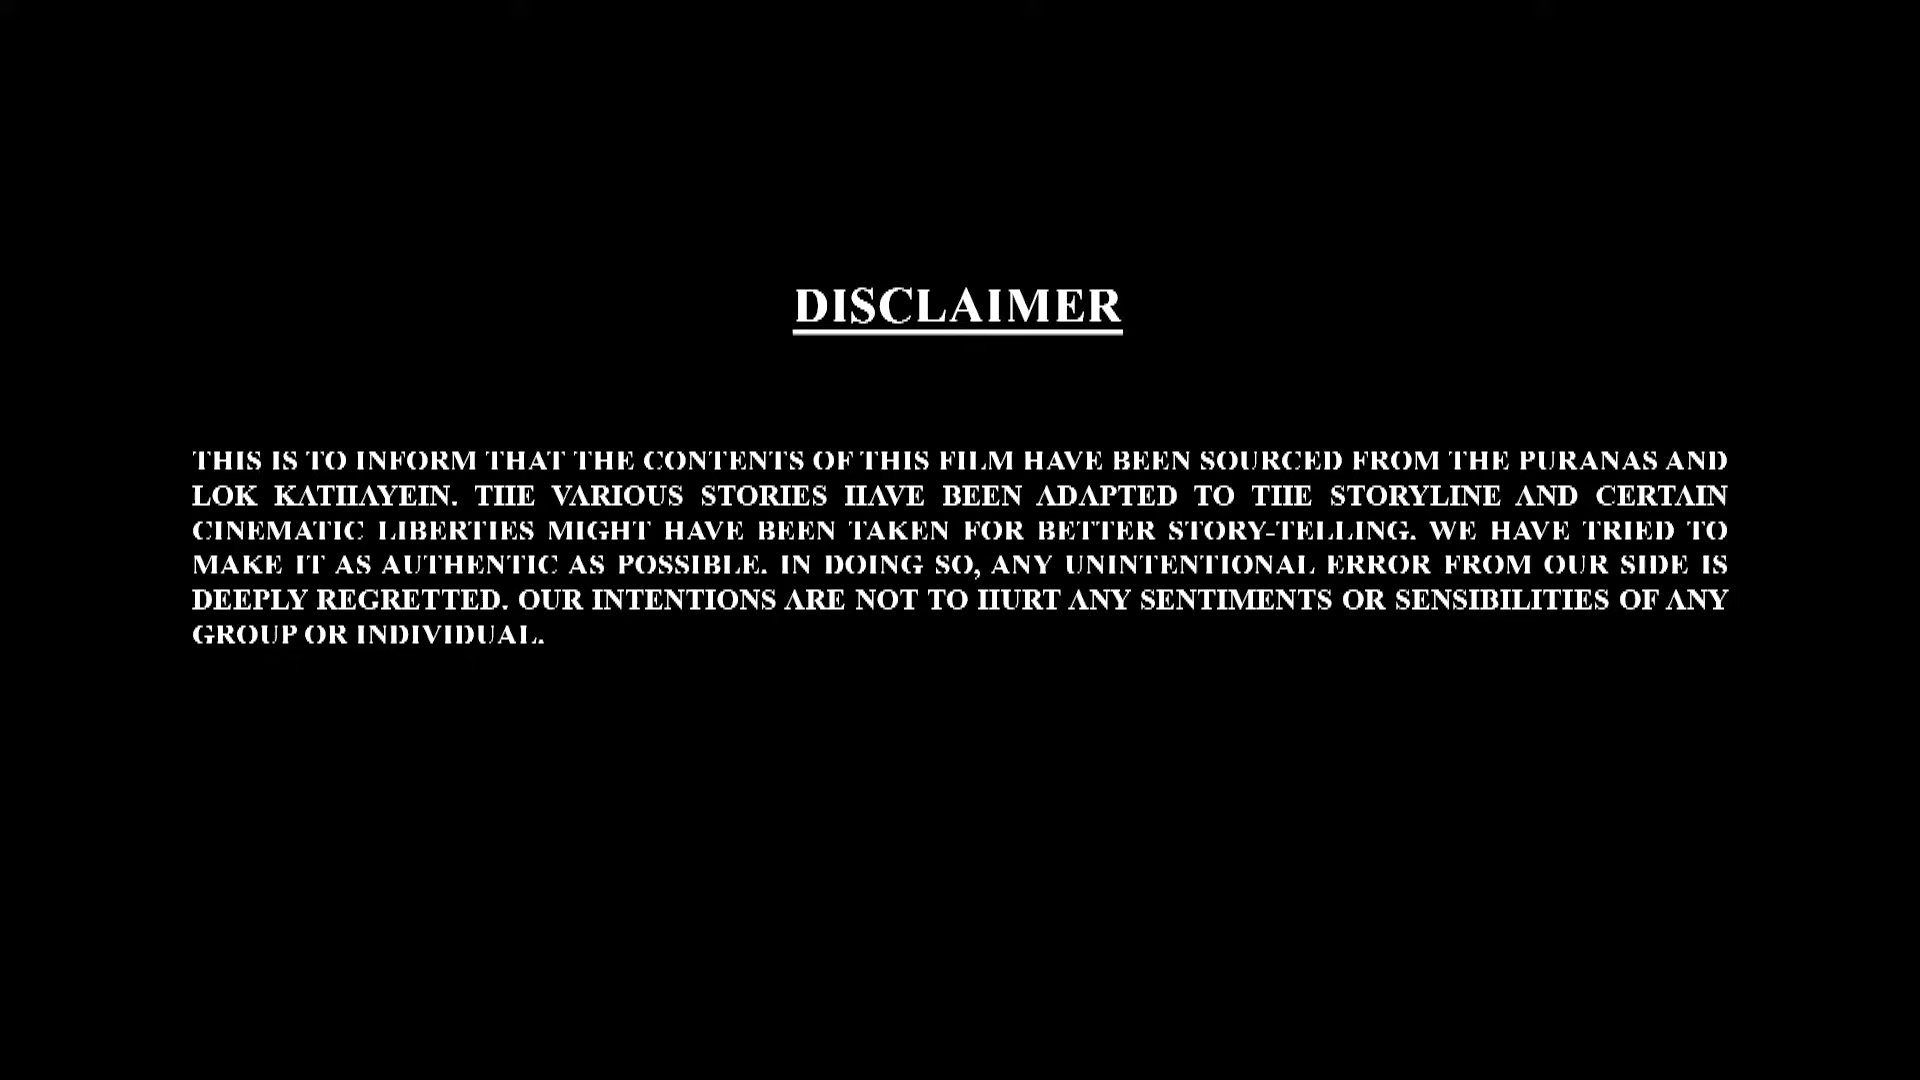 DISCLAIMER
THIS IS TO INFORM THAT THE CONTENTS OF THIS FILM HAVE BEEN SOURCED FROM THE PURANAS AND
LOK KATHAYEIN. THE VARIOUS STORIES HAVE BEEN ADAPTED TO THE STORYLINE AND CERTAIN
CINEMATIC LIBERTIES MIGHT HAVE BEEN TAKEN FOR BETTER STORY-TELLING. WE HAVE TRIED TO
MAKE IT AS AUTHENTIC AS POSSIBLE. IN DOING SO, ANY UNINTENTIONAL ERROR FROM OUR SIDE IS
DEEPLY REGRETTED. OUR INTENTIONS ARE NOT TO HURT ANY SENTIMENTS OR SENSIBILITIES OF ANY
GROUP OR INDIVIDUAL.